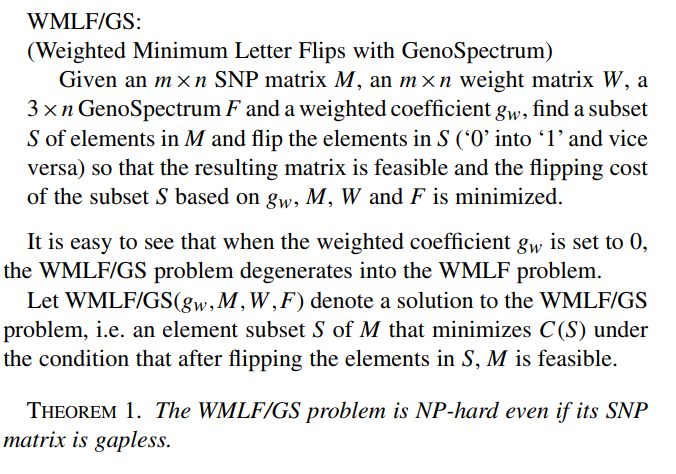 WMLF/GS:
(Weighted Minimum Letter Flips with GenoSpectrum)
Given an m × n SNP matrix M, an m × n weight matrix W, a
3 × n GenoSpectrum F and a weighted coefficient g_w, find a subset
S of elements in M and flip the elements in S (‘0’ into ‘1’ and vice
versa) so that the resulting matrix is feasible and the flipping cost
of the subset S based on g_w, M, W and F is minimized.
It is easy to see that when the weighted coefficient g_w is set to 0,
the WMLF/GS problem degenerates into the WMLF problem.
Let WMLF/GS(g_w, M, W, F) denote a solution to the WMLF/GS
problem, i.e. an element subset S of M that minimizes C(S) under
the condition that after flipping the elements in S, M is feasible.
THEOREM 1. The WMLF/GS problem is NP-hard even if its SNP
matrix is gapless.